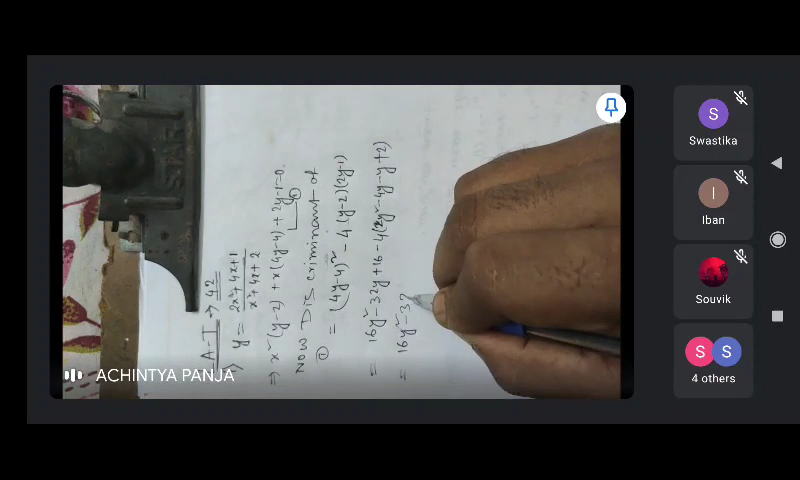 A-I → 42
y = 2x²+4x+1 / x²+4x+2
⇒ x²(y-2) + x(4y-4) + 2y-1=0.
①
Now Discriminant of
① = (4y-4)² - 4(y-2)(2y-1)
= 16y²-32y+16-4(2y²-4y-y+2)
= 16y²-32
ACHINTYA PANJA
S
Swastika
I
Iban
Souvik
S S
4 others